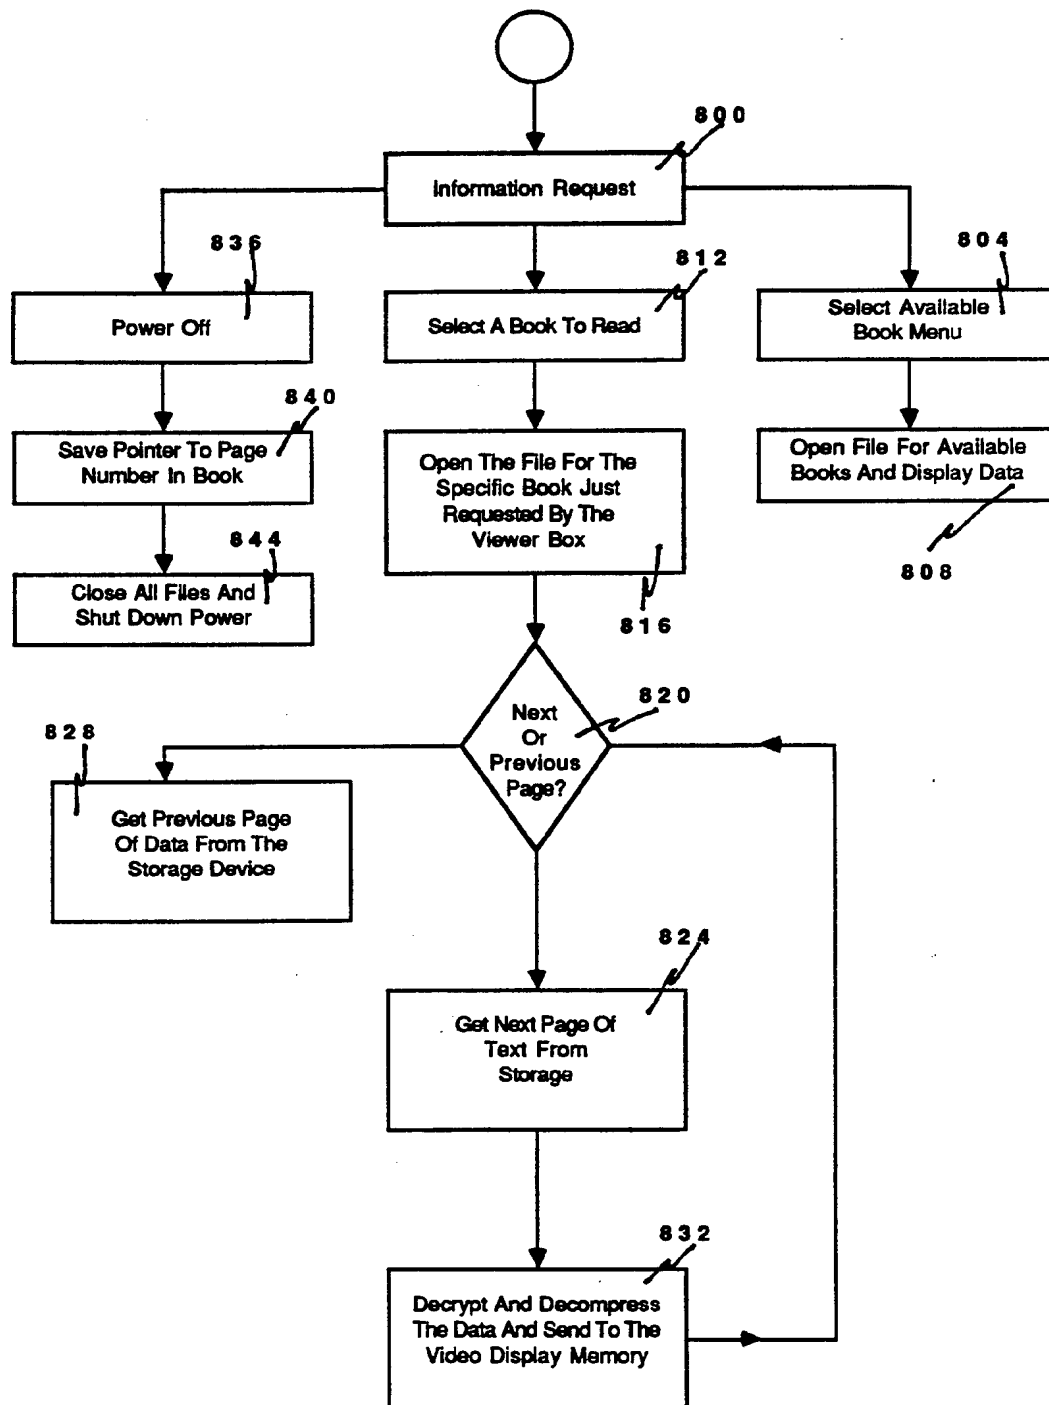 800
Information Request
836
812
804
Power Off
Select A Book To Read
Select Available
Book Menu
840
Save Pointer To Page
Number In Book
Open The File For The
Specific Book Just
Requested By The
Viewer Box
Open File For Available
Books And Display Data
844
808
Close All Files And
Shut Down Power
816
820
Next
Or
Previous
Page?
828
Get Previous Page
Of Data From The
Storage Device
824
Get Next Page Of
Text From
Storage
832
Decrypt And Decompress
The Data And Send To The
Video Display Memory